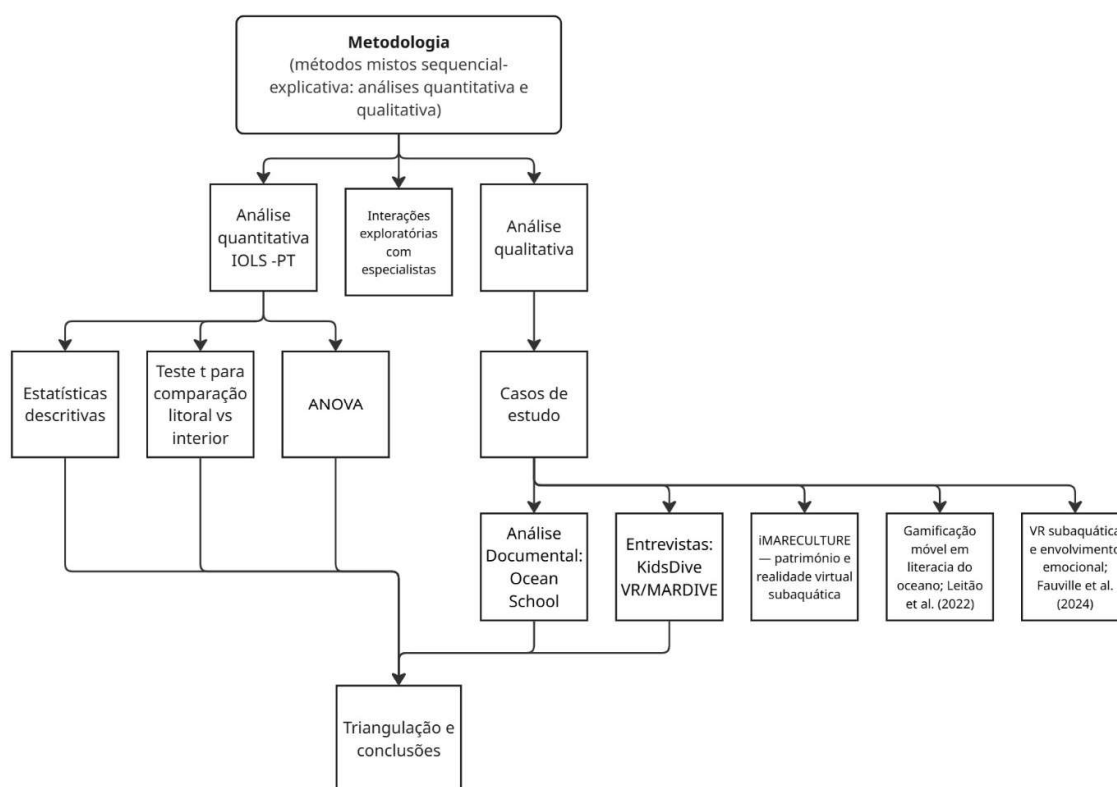 Metodologia
(métodos mistos sequencial-
explicativa: análises quantitativa e
qualitativa)
Análise
quantitativa
IOLS -PT
Interações
exploratórias
com
especialistas
Análise
qualitativa
Estatísticas
descritivas
Teste t para
comparação
litoral vs
interior
ANOVA
Casos de
estudo
Análise
Documental:
Ocean
School
Entrevistas:
KidsDive
VR/MARDIVE
iMARECULTURE
— património e
realidade virtual
subaquática
Gamificação
móvel em
literacia do
oceano; Leitão
et al. (2022)
VR subaquática
e envolvimento
emocional;
Fauville et al.
(2024)
Triangulação e
conclusões